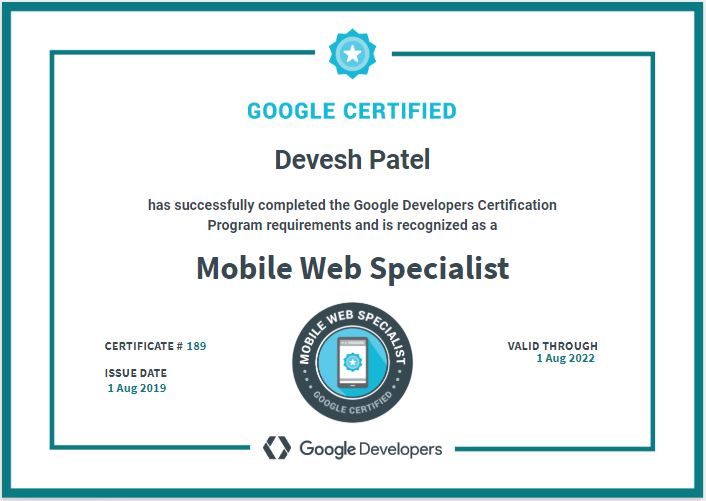 GOOGLE CERTIFIED
Devesh Patel
has successfully completed the Google Developers Certification
Program requirements and is recognized as a
Mobile Web Specialist
CERTIFICATE # 189
ISSUE DATE
1 Aug 2019
MOBILE WEB SPECIALIST
GOOGLE CERTIFIED
VALID THROUGH
1 Aug 2022
Google Developers